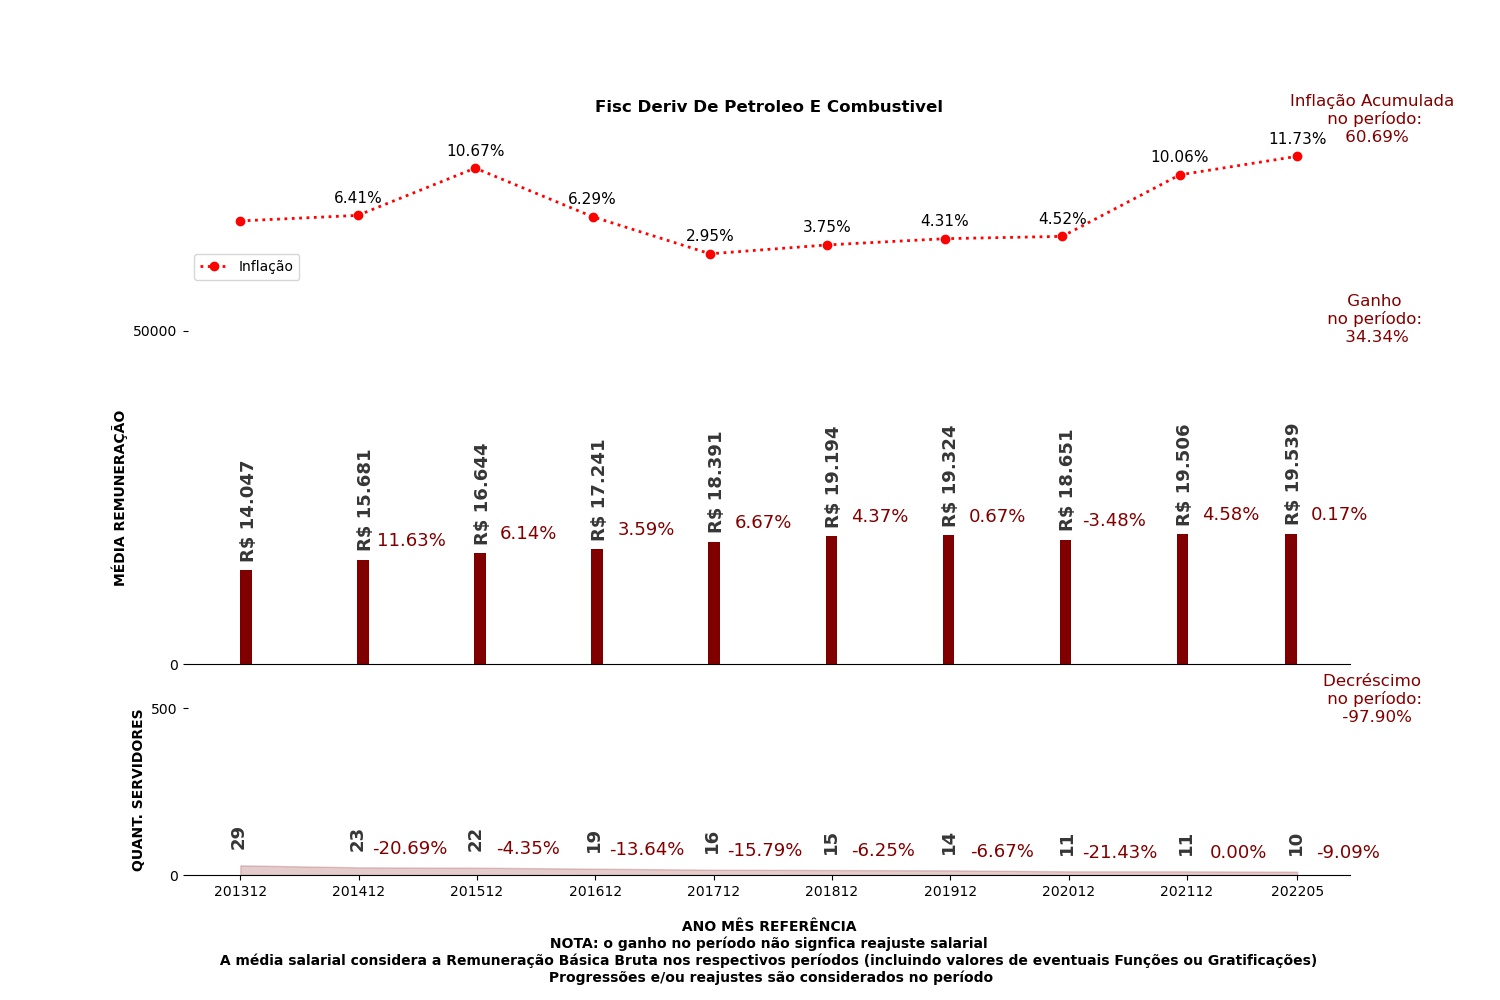 Fisc Deriv De Petroleo E Combustivel
Inflação Acumulada
no período:
60.69%
6.41%
10.67%
6.29%
2.95%
3.75%
4.31%
4.52%
10.06%
11.73%
Inflação
Ganho
no período:
34.34%
50000
0
MÉDIA REMUNERAÇÃO
R$ 14.047
R$ 15.681
R$ 16.644
R$ 17.241
R$ 18.391
R$ 19.194
R$ 19.324
R$ 18.651
R$ 19.506
R$ 19.539
11.63%
6.14%
3.59%
6.67%
4.37%
0.67%
-3.48%
4.58%
0.17%
Decréscimo
no período:
-97.90%
500
0
QUANT. SERVIDORES
29
23
22
19
16
15
14
11
11
10
-20.69%
-4.35%
-13.64%
-15.79%
-6.25%
-6.67%
-21.43%
0.00%
-9.09%
201312
201412
201512
201612
201712
201812
201912
202012
202112
202205
ANO MÊS REFERÊNCIA
NOTA: o ganho no período não signfica reajuste salarial
A média salarial considera a Remuneração Básica Bruta nos respectivos períodos (incluindo valores de eventuais Funções ou Gratificações)
Progressões e/ou reajustes são considerados no período